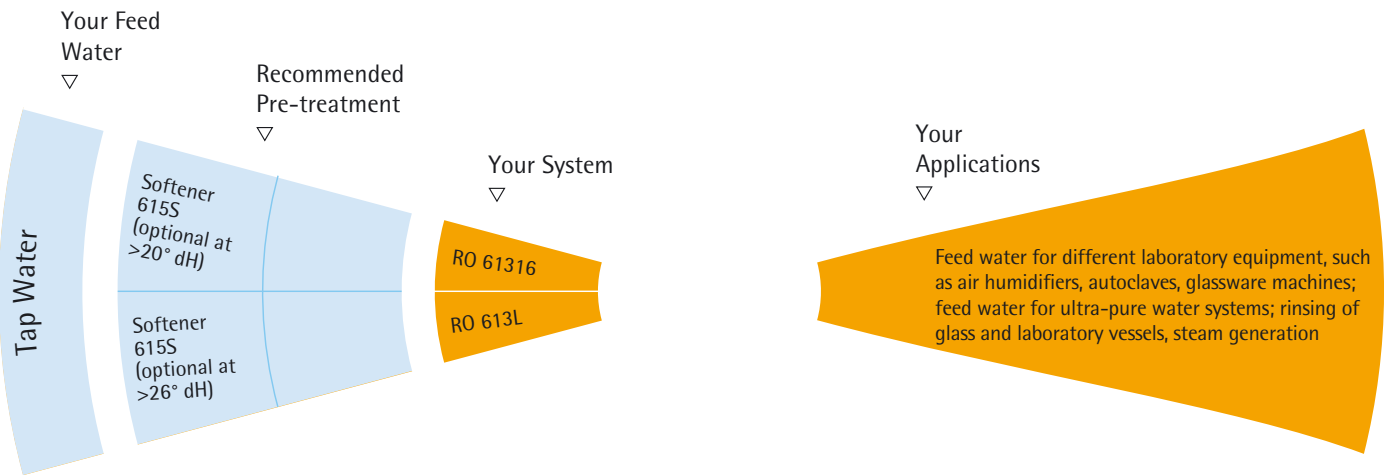 Your Feed
Water
Recommended
Pre-treatment
Your System
Your
Applications
Tap Water
Softener
615S
(optional at
>20° dH)
Softener
615S
(optional at
>26° dH)
RO 61316
RO 613L
Feed water for different laboratory equipment, such
as air humidifiers, autoclaves, glassware machines;
feed water for ultra-pure water systems; rinsing of
glass and laboratory vessels, steam generation